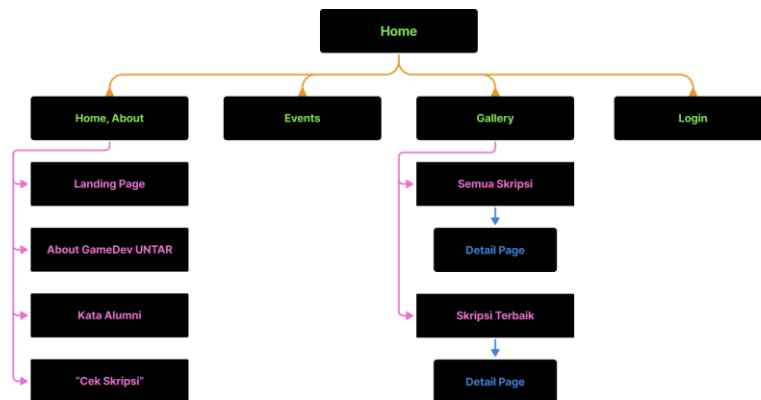 Home
Home, About
Events
Gallery
Login
Landing Page
Semua Skripsi
About GameDev UNTAR
Detail Page
Kata Alumni
Skripsi Terbaik
"Cek Skripsi"
Detail Page